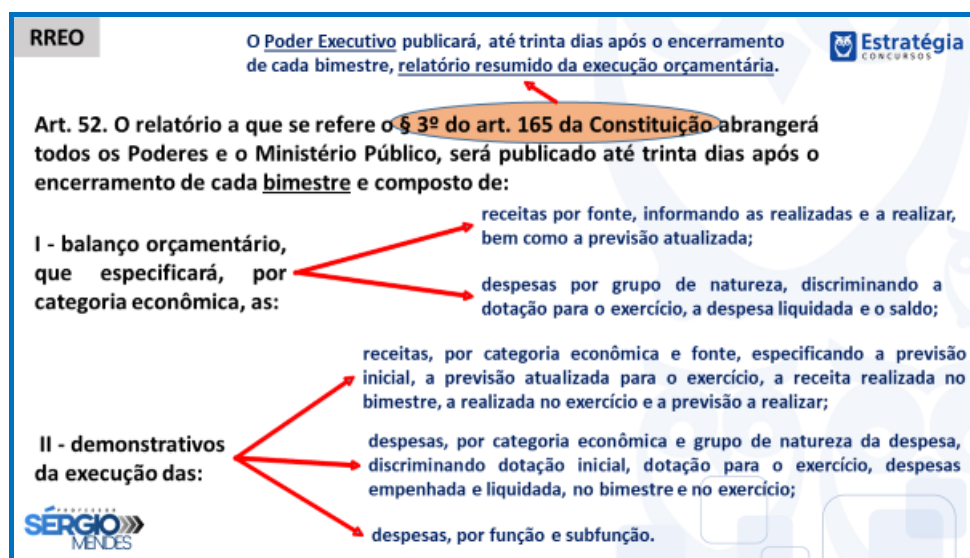 RREO
O Poder Executivo publicará, até trinta dias após o encerramento
de cada bimestre, relatório resumido da execução orçamentária.
Estratégia
CONCURSOS
Art. 52. O relatório a que se refere o § 3º do art. 165 da Constituição abrangerá
todos os Poderes e o Ministério Público, será publicado até trinta dias após o
encerramento de cada bimestre e composto de:
I - balanço orçamentário,
que especificará, por
categoria econômica, as:
receitas por fonte, informando as realizadas e a realizar,
bem como a previsão atualizada;
despesas por grupo de natureza, discriminando a
dotação para o exercício, a despesa liquidada e o saldo;
II - demonstrativos
da execução das:
receitas, por categoria econômica e fonte, especificando a previsão
inicial, a previsão atualizada para o exercício, a receita realizada no
bimestre, a realizada no exercício e a previsão a realizar;
despesas, por categoria econômica e grupo de natureza da despesa,
discriminando dotação inicial, dotação para o exercício, despesas
empenhada e liquidada, no bimestre e no exercício;
despesas, por função e subfunção.
PROFESSOR
SÉRGIO
MENDES